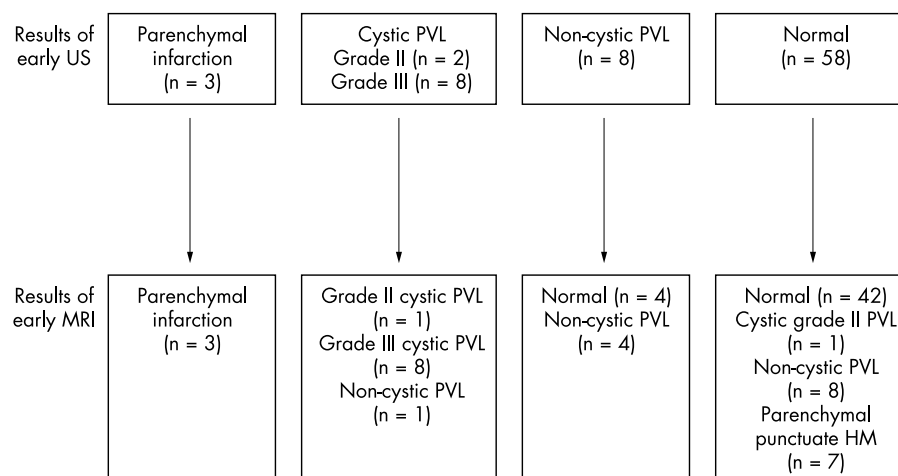 Results of
early US
Parenchymal
infarction
(n = 3)
Cystic PVL
Grade II (n = 2)
Grade III (n = 8)
Non-cystic PVL
(n = 8)
Normal
(n = 58)
Results of
early MRI
Parenchymal
infarction
(n = 3)
Grade II cystic PVL
(n = 1)
Grade III cystic PVL
(n = 8)
Non-cystic PVL
(n = 1)
Normal (n = 4)
Non-cystic PVL
(n = 4)
Normal (n = 42)
Cystic grade II PVL
(n = 1)
Non-cystic PVL
(n = 8)
Parenchymal
punctuate HM
(n = 7)